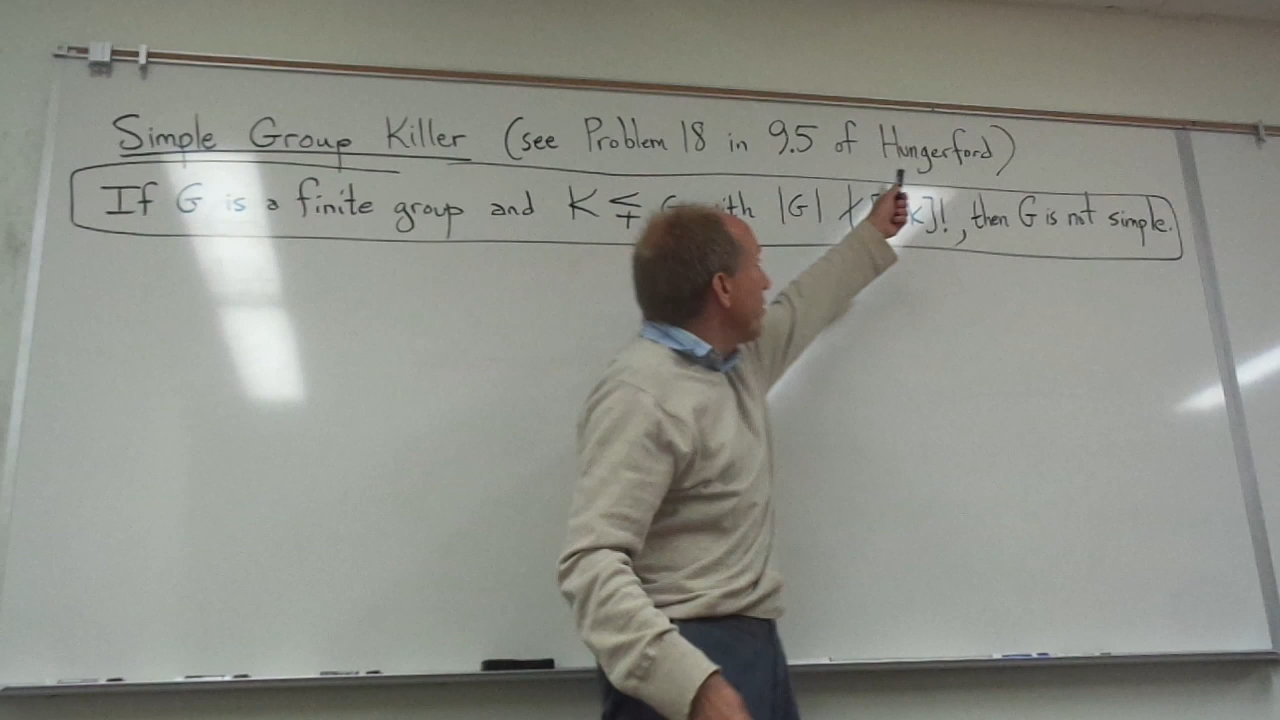 Simple Group Killer (see Problem 18 in 9.5 of Hungerford)
If G is a finite group and K ≨ G with |G| ∤ [ K]!, then G is not simple.